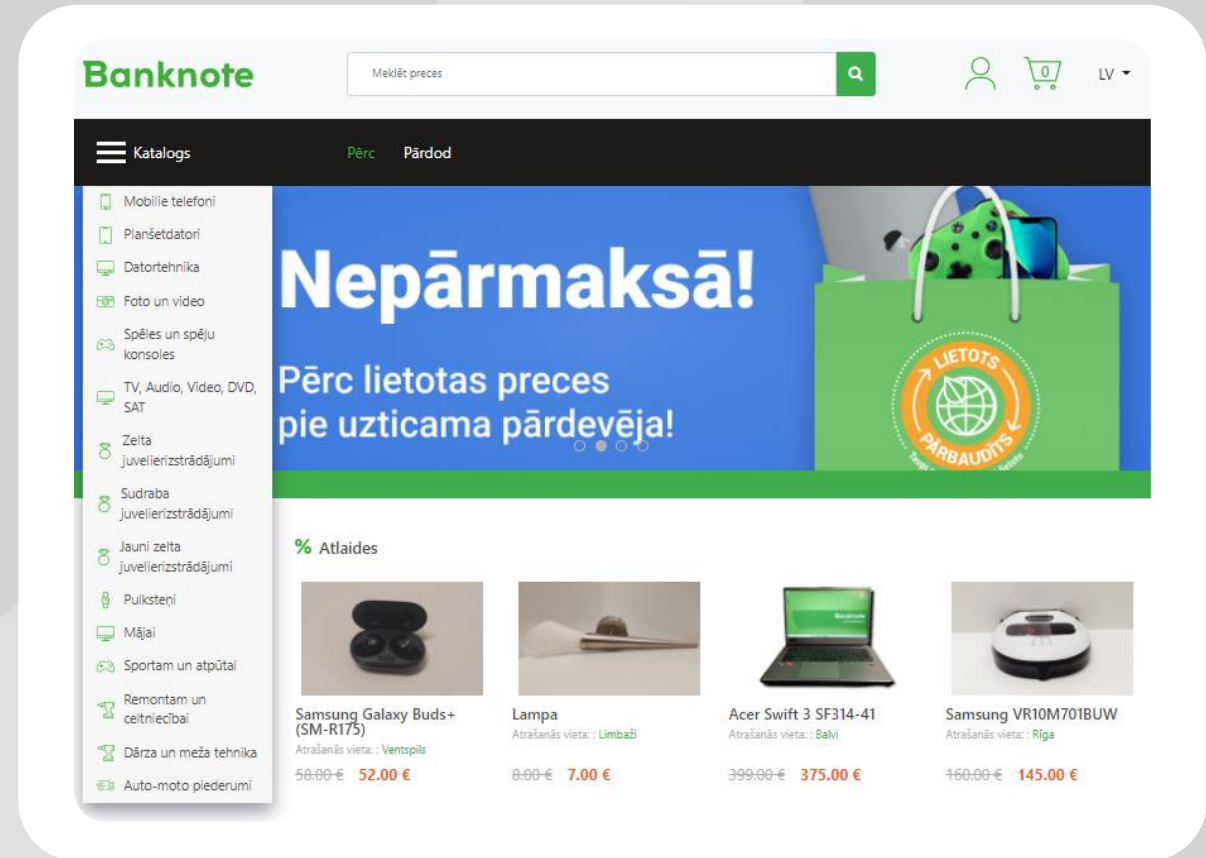 Banknote
Meklēt preces
0
LV
Katalogs
Pērc
Pārdod
Mobilie telefoni
Planšetdatori
Datortehnika
Foto un video
Spēles un spēju
konsoles
TV, Audio, Video, DVD,
SAT
Zelta
juvelierizstrādājumi
Sudraba
juvelierizstrādājumi
Jauni zelta
juvelierizstrādājumi
Pulksteņi
Mājai
Sportam un atpūtai
Remontam un
celtniecībai
Dārza un meža tehnika
Auto-moto piederumi
Nepārmaksā!
Pērc lietotas preces
pie uzticama pārdevēja!
LIETOTS
PĀRBAUDĪTS
% Atlaides
Banknote
Samsung Galaxy Buds+
(SM-R175)
Atrašanās vieta: : Ventspils
58.00 € 52.00 €
Lampa
Atrašanās vieta: : Limbaži
8.00 € 7.00 €
Acer Swift 3 SF314-41
Atrašanās vieta: : Balvi
399.00 € 375.00 €
Samsung VR10M701BUW
Atrašanās vieta: : Rīga
160.00 € 145.00 €